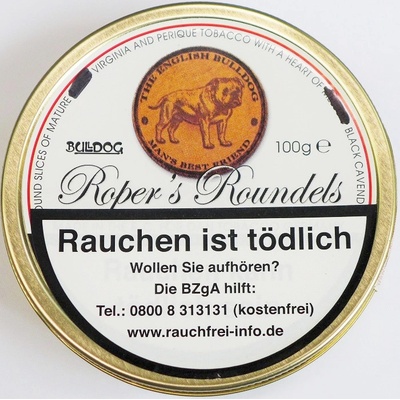 OUND SLICES OF MATURE VIRGINIA AND PERIQUE TOBACCO WITH A HEART OF BLACK CAVEND
THE ENGLISH BULLDOG
MAN'S BEST FRIEND
BULLDOG
100g ℮
Roper's Roundels
Rauchen ist tödlich
Wollen Sie aufhören?
Die BZgA hilft:
Tel.: 0800 8 313131 (kostenfrei)
www.rauchfrei-info.de